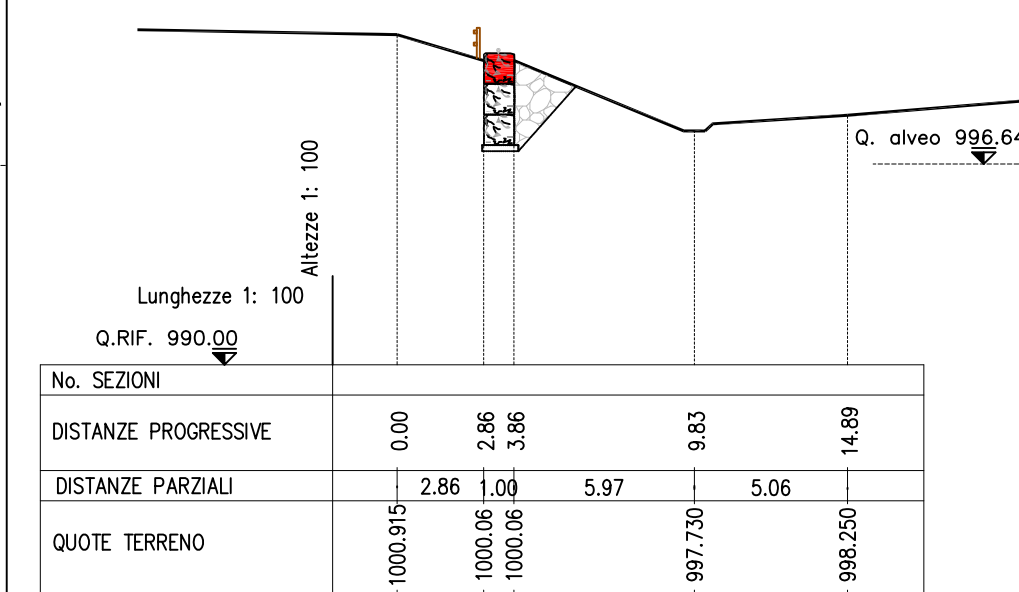 Q. alveo 996.64
Altezze 1: 100
Lunghezze 1: 100
Q.RIF. 990.00
No. SEZIONI
DISTANZE PROGRESSIVE 0.00 2.86 3.86 9.83 14.89
DISTANZE PARZIALI 2.86 1.00 5.97 5.06
QUOTE TERRENO 1000.915 1000.06 1000.06 997.730 998.250